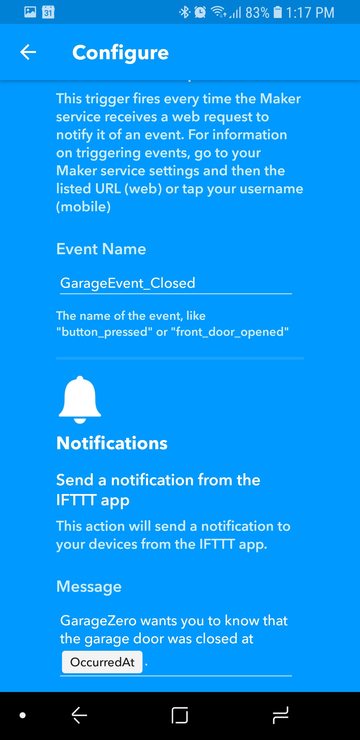 31
83%
1:17 PM
Configure
This trigger fires every time the Maker
service receives a web request to
notify it of an event. For information
on triggering events, go to your
Maker service settings and then the
listed URL (web) or tap your username
(mobile)
Event Name
GarageEvent_Closed
The name of the event, like
"button_pressed" or "front_door_opened"
Notifications
Send a notification from the
IFTTT app
This action will send a notification to
your devices from the IFTTT app.
Message
GarageZero wants you to know that
the garage door was closed at
OccurredAt .